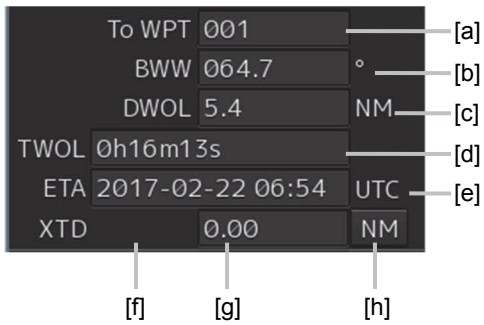 To WPT 001 [a]
BWW 064.7 ° [b]
DWOL 5.4 NM [c]
TWOL 0h16m13s [d]
ETA 2017-02-22 06:54 UTC [e]
XTD 0.00 NM
[f] [g] [h]